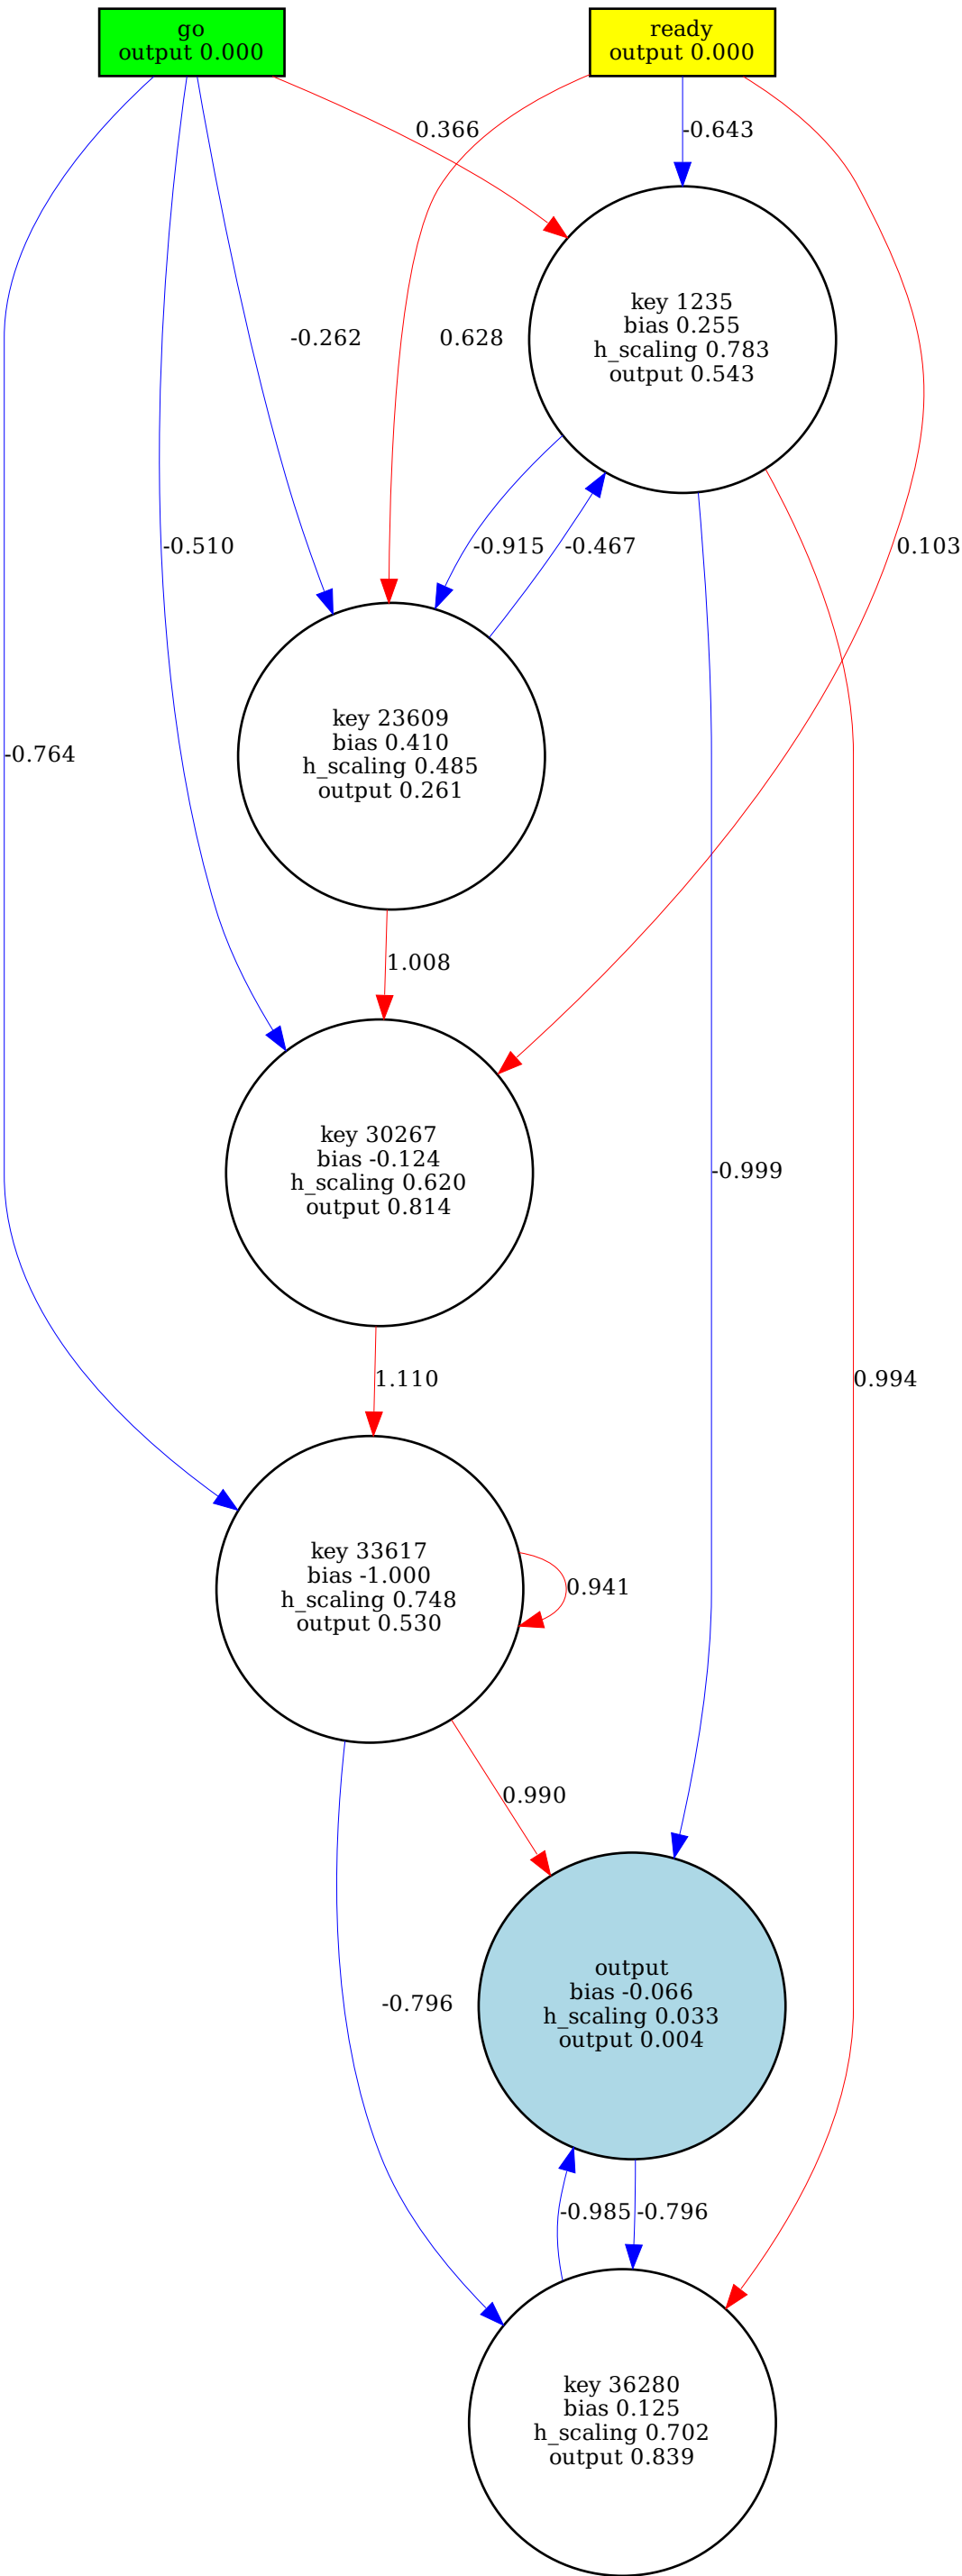 go
output 0.000
ready
output 0.000
0.366
-0.643
key 1235
bias 0.255
h_scaling 0.783
output 0.543
-0.262
0.628
-0.510
-0.915
-0.467
0.103
key 23609
bias 0.410
h_scaling 0.485
output 0.261
-0.764
1.008
key 30267
bias -0.124
h_scaling 0.620
output 0.814
-0.999
1.110
0.994
key 33617
bias -1.000
h_scaling 0.748
output 0.530
0.941
0.990
output
bias -0.066
h_scaling 0.033
output 0.004
-0.796
-0.985
-0.796
key 36280
bias 0.125
h_scaling 0.702
output 0.839